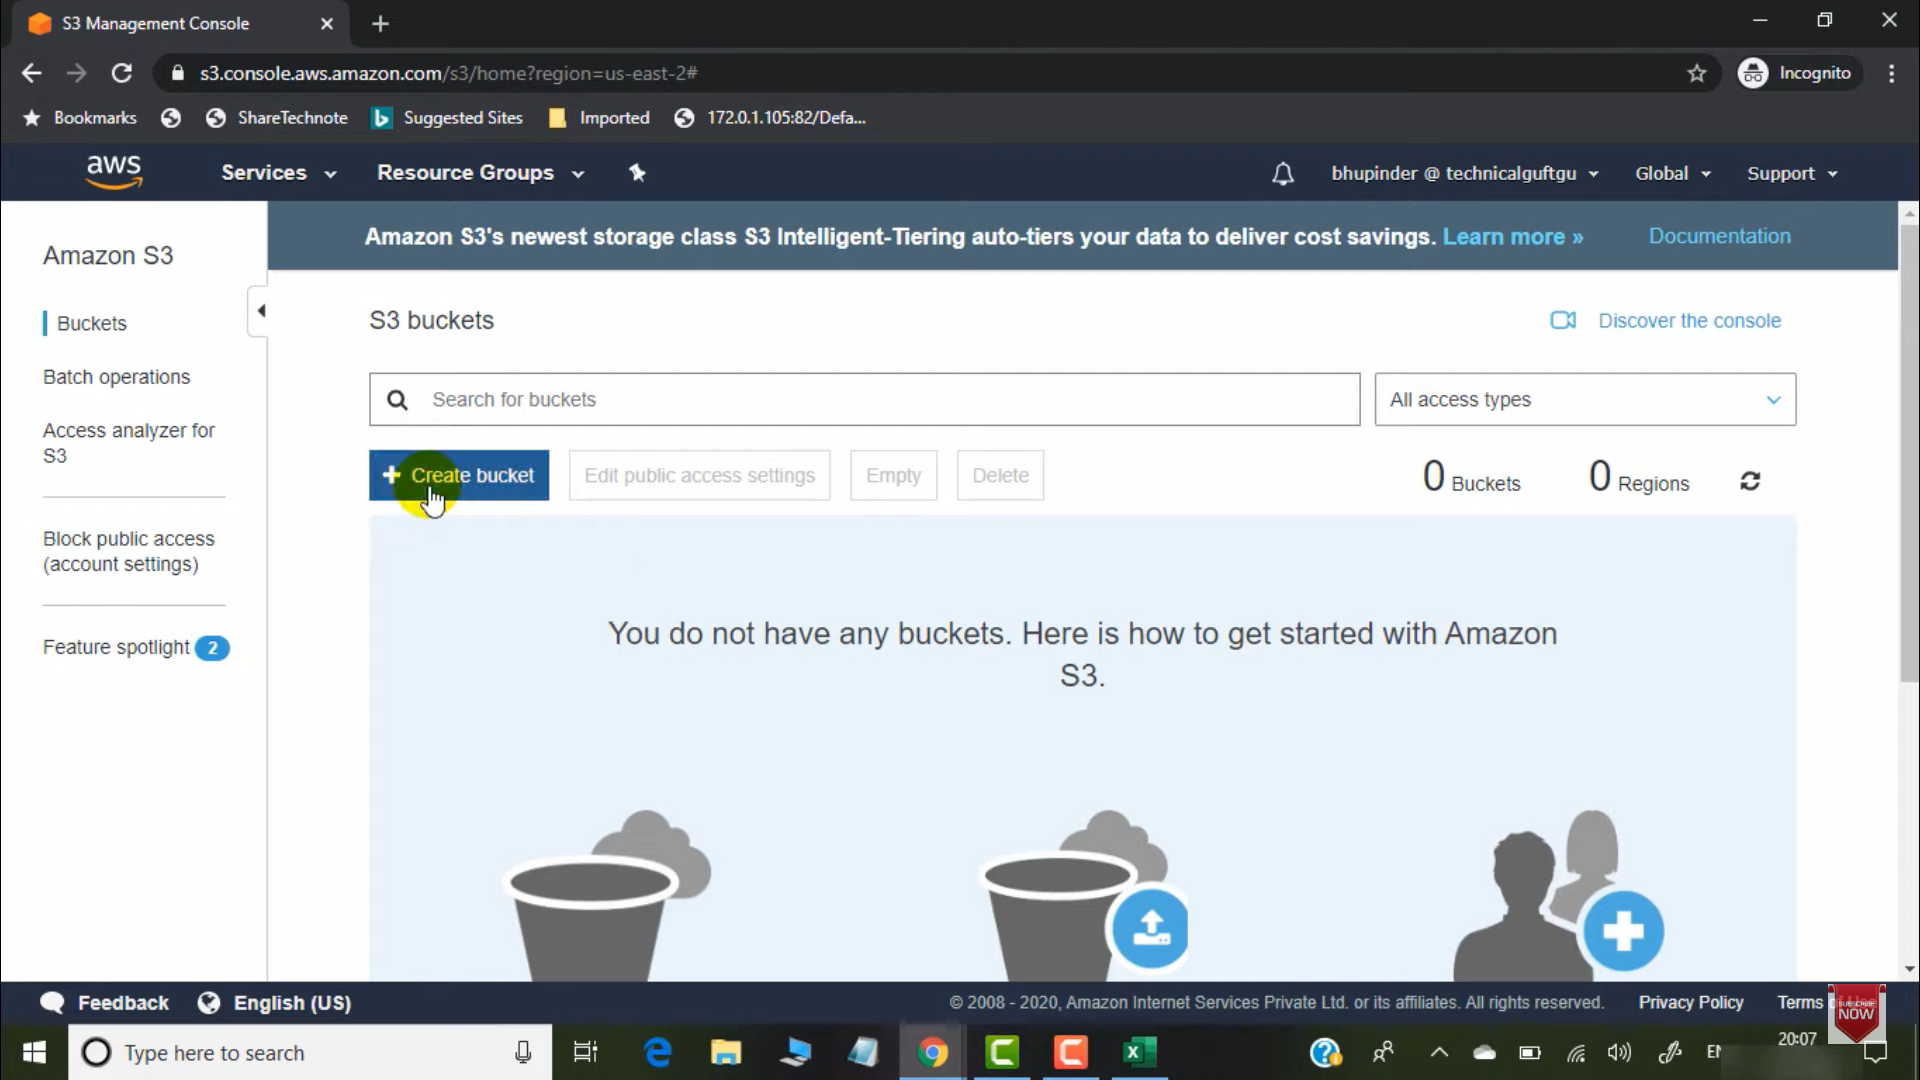 S3 Management Console
s3.console.aws.amazon.com/s3/home?region=us-east-2#
Incognito
Bookmarks
ShareTechnote
Suggested Sites
Imported
172.0.1.105:82/Defa...
aws
Services
Resource Groups
bhupinder @ technicalguftgu
Global
Support
Amazon S3's newest storage class S3 Intelligent-Tiering auto-tiers your data to deliver cost savings. Learn more »
Documentation
Amazon S3
Buckets
Batch operations
Access analyzer for
S3
Block public access
(account settings)
Feature spotlight 2
S3 buckets
Discover the console
Search for buckets
All access types
Create bucket
Edit public access settings
Empty
Delete
0 Buckets
0 Regions
You do not have any buckets. Here is how to get started with Amazon
S3.
Feedback
English (US)
© 2008 - 2020, Amazon Internet Services Private Ltd. or its affiliates. All rights reserved.
Privacy Policy
Terms
SUBSCRIBE
NOW
Type here to search
20:07